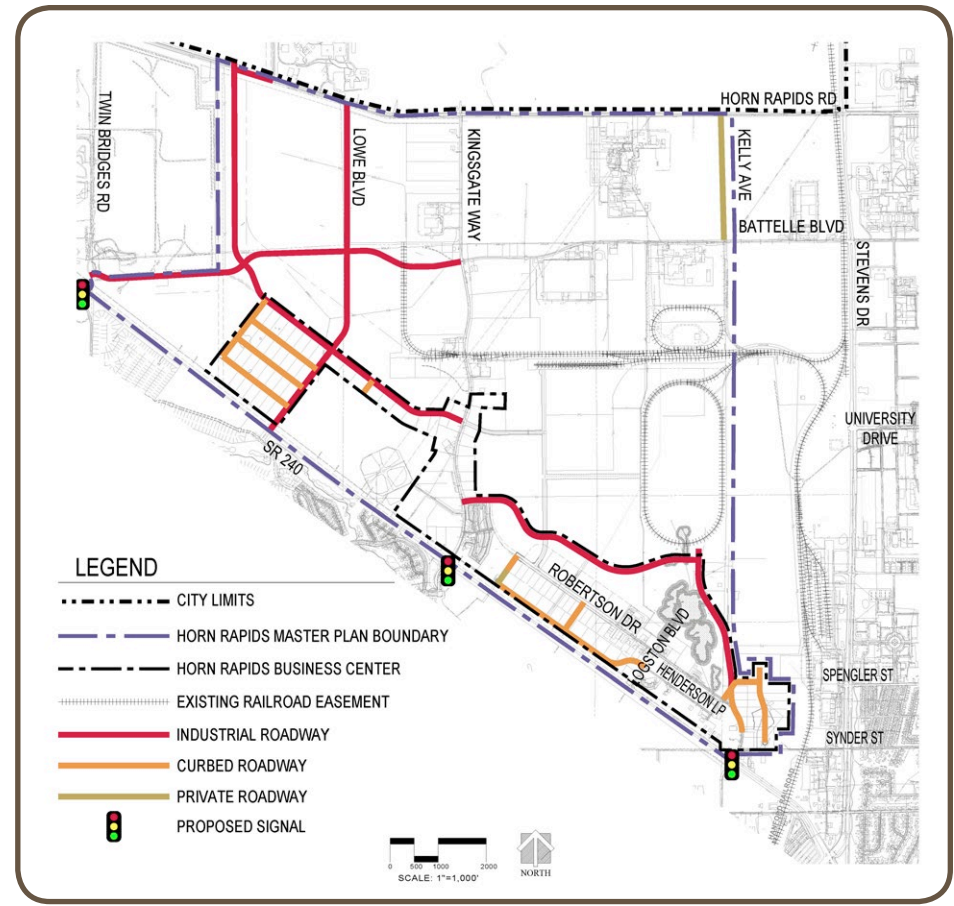 HORN RAPIDS RD
TWIN BRIDGES RD
LOWE BLVD
KINGSGATE WAY
KELLY AVE
BATTELLE BLVD
STEVENS DR
UNIVERSITY
DRIVE
SR 240
ROBERTSON DR
LOGSTON BLVD
HENDERSON LP
SPENGLER ST
SYNDER ST
LEGEND
CITY LIMITS
HORN RAPIDS MASTER PLAN BOUNDARY
HORN RAPIDS BUSINESS CENTER
EXISTING RAILROAD EASEMENT
INDUSTRIAL ROADWAY
CURBED ROADWAY
PRIVATE ROADWAY
PROPOSED SIGNAL
0 500 1000 2000
SCALE: 1"=1,000'
NORTH